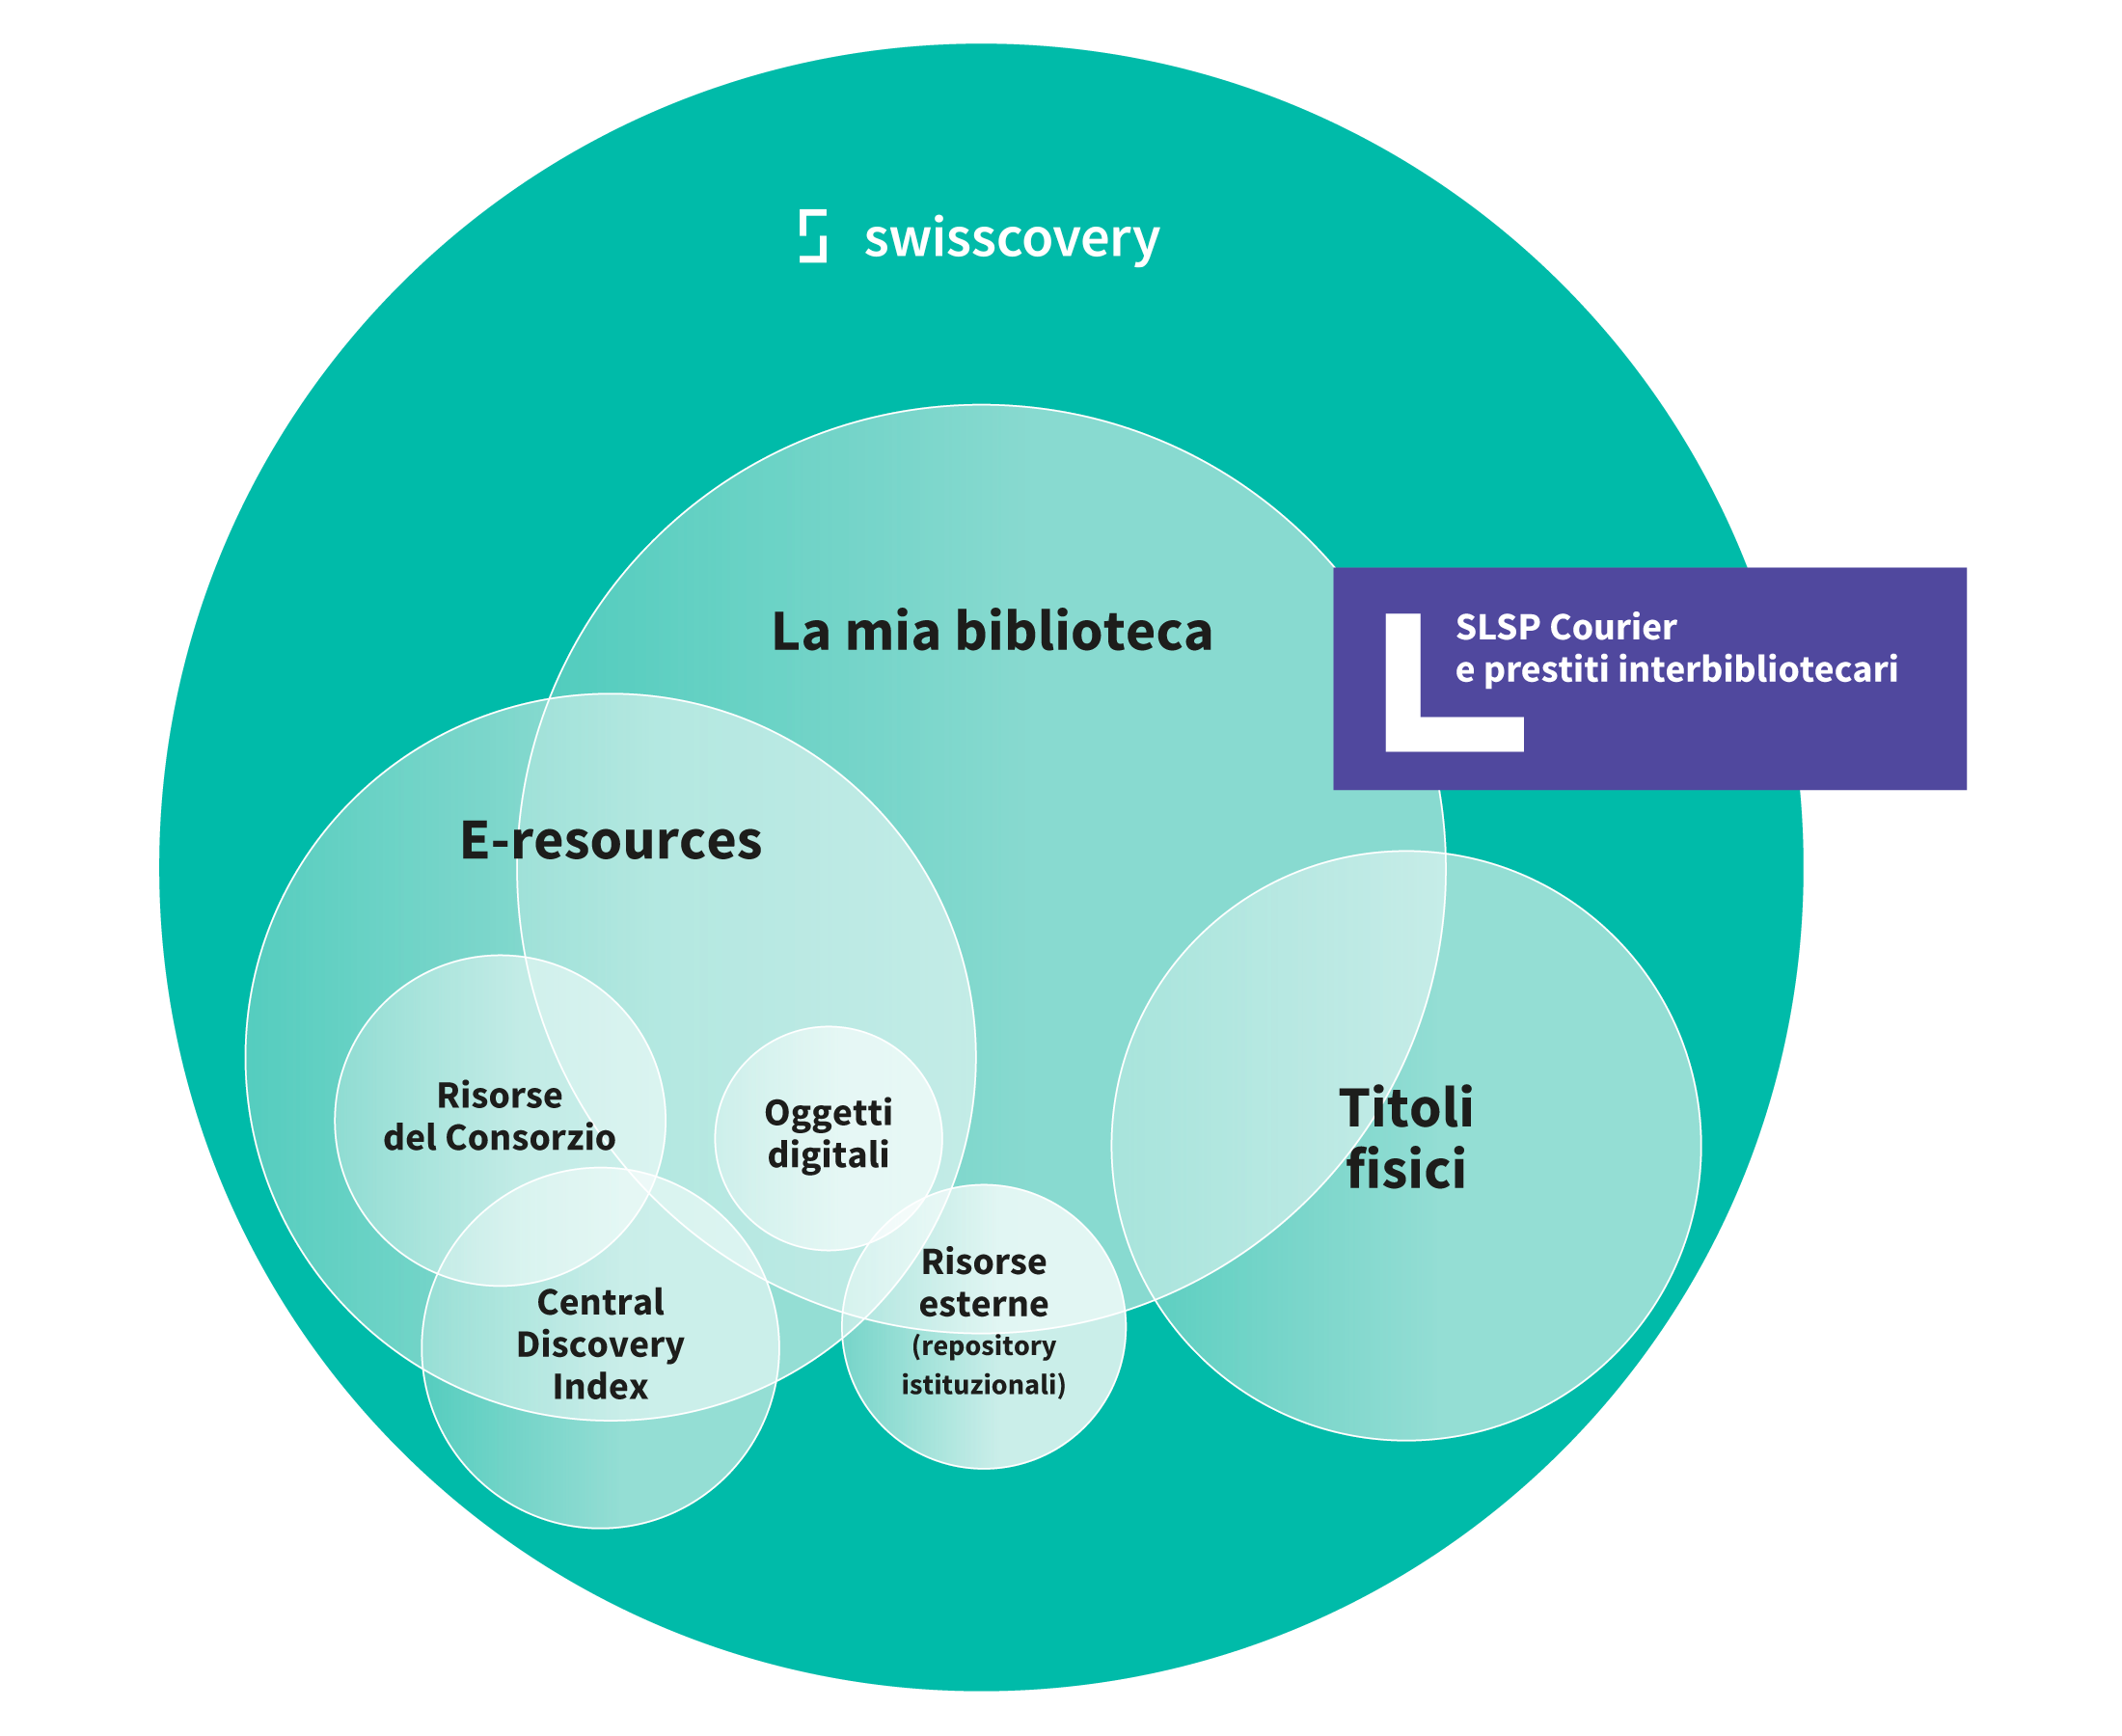 swisscovery
La mia biblioteca
SLSP Courier
e prestiti interbibliotecari
E-resources
Risorse
del Consorzio
Oggetti
digitali
Titoli
fisici
Central
Discovery
Index
Risorse
esterne
(repository
istituzionali)